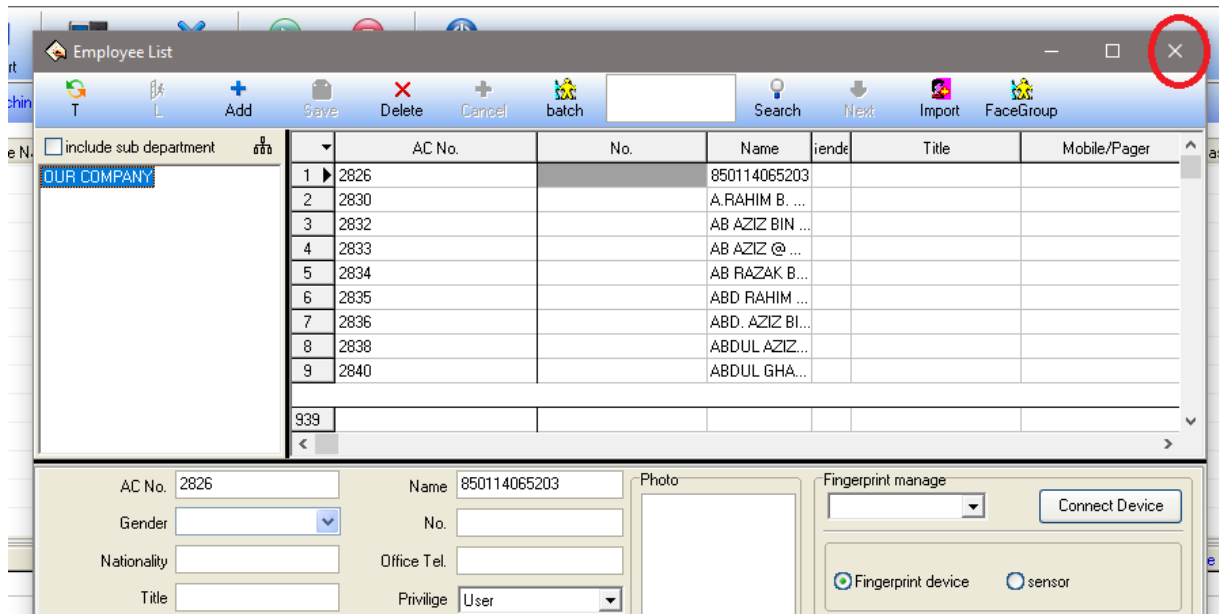 Employee List
rt
T L Add Save Delete Cancel batch Search Next Import FaceGroup
chin
include sub department
e N.
AC No. No. Name iende Title Mobile/Pager
as
OUR COMPANY
1 2826 850114065203
2 2830 A.RAHIM B. ...
3 2832 AB AZIZ BIN ...
4 2833 AB AZIZ @ ...
5 2834 AB RAZAK B...
6 2835 ABD RAHIM ...
7 2836 ABD. AZIZ BI...
8 2838 ABDUL AZIZ...
9 2840 ABDUL GHA...
939
AC No. 2826 Name 850114065203 Photo Fingerprint manage
Connect Device
Gender No.
Nationality Office Tel.
e
Fingerprint device sensor
Title Privilige User